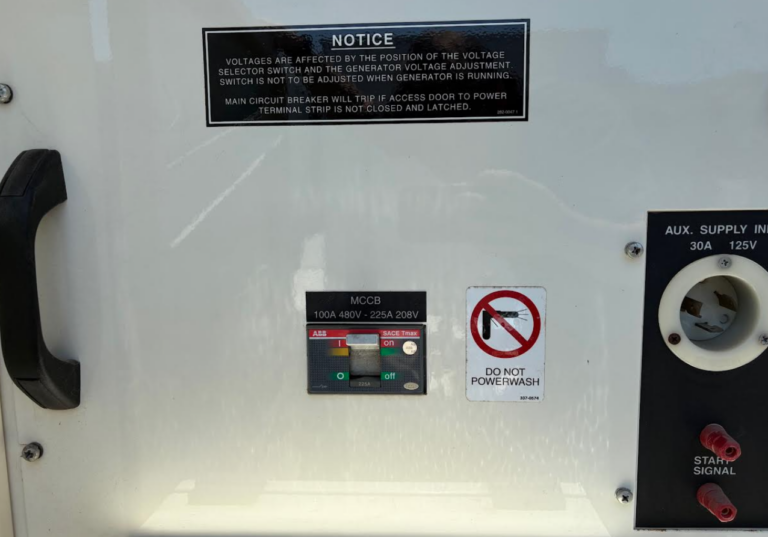 NOTICE
VOLTAGES ARE AFFECTED BY THE POSITION OF THE VOLTAGE
SELECTOR SWITCH AND THE GENERATOR VOLTAGE ADJUSTMENT.
SWITCH IS NOT TO BE ADJUSTED WHEN GENERATOR IS RUNNING.
MAIN CIRCUIT BREAKER WILL TRIP IF ACCESS DOOR TO POWER
TERMINAL STRIP IS NOT CLOSED AND LATCHED.
AUX. SUPPLY
30A 125V
MCCB
100A 480V - 225A 208V
ABB SACE Tmax
I on
O off
DO NOT
POWERWASH
START
SIGNAL